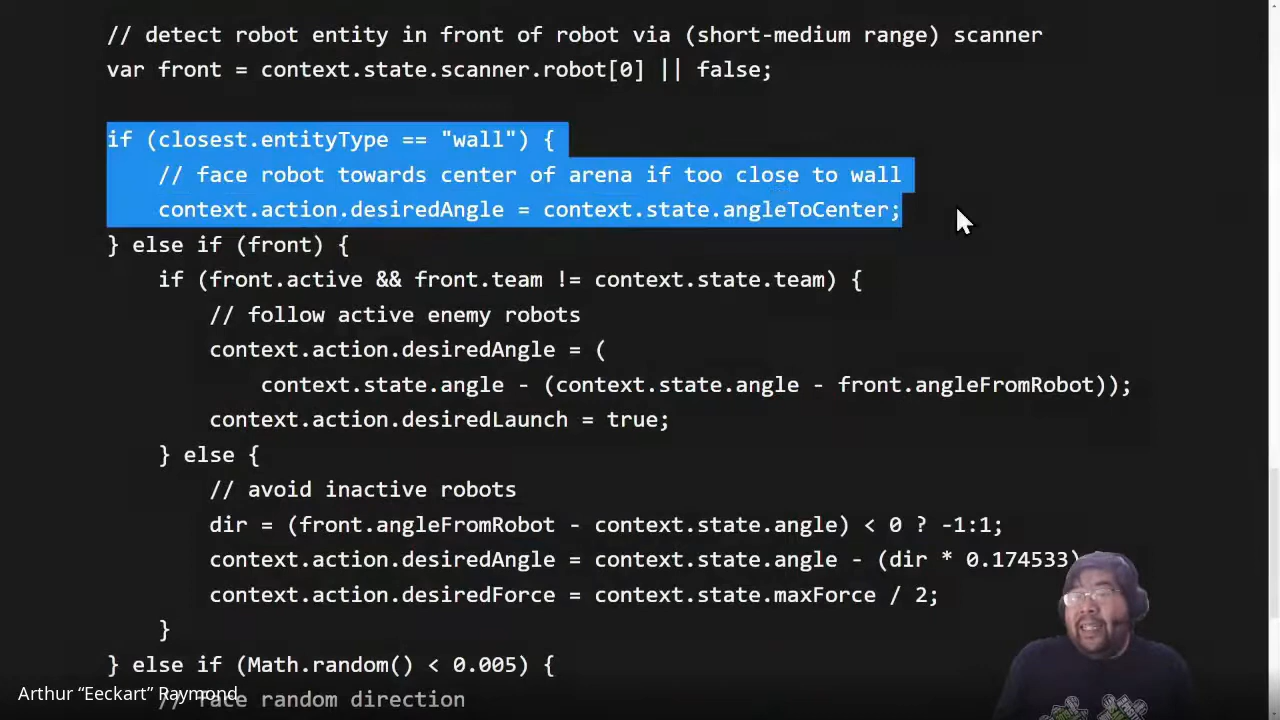 // detect robot entity in front of robot via (short-medium range) scanner
var front = context.state.scanner.robot[0] || false;
if (closest.entityType == "wall") {
// face robot towards center of arena if too close to wall
context.action.desiredAngle = context.state.angleToCenter;
} else if (front) {
if (front.active && front.team != context.state.team) {
// follow active enemy robots
context.action.desiredAngle = (
context.state.angle - (context.state.angle - front.angleFromRobot));
context.action.desiredLaunch = true;
} else {
// avoid inactive robots
dir = (front.angleFromRobot - context.state.angle) < 0 ? -1:1;
context.action.desiredAngle = context.state.angle - (dir * 0.174533)
context.action.desiredForce = context.state.maxForce / 2;
}
} else if (Math.random() < 0.005) {
// face random direction
Arthur “Eeckart” Raymond